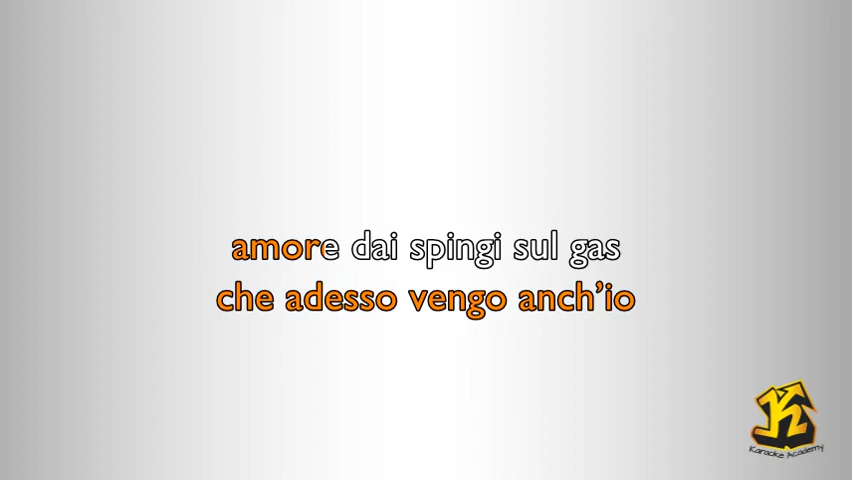 amore dai spingi sul gas
che adesso vengo anch’io
K
Karaoke Academy